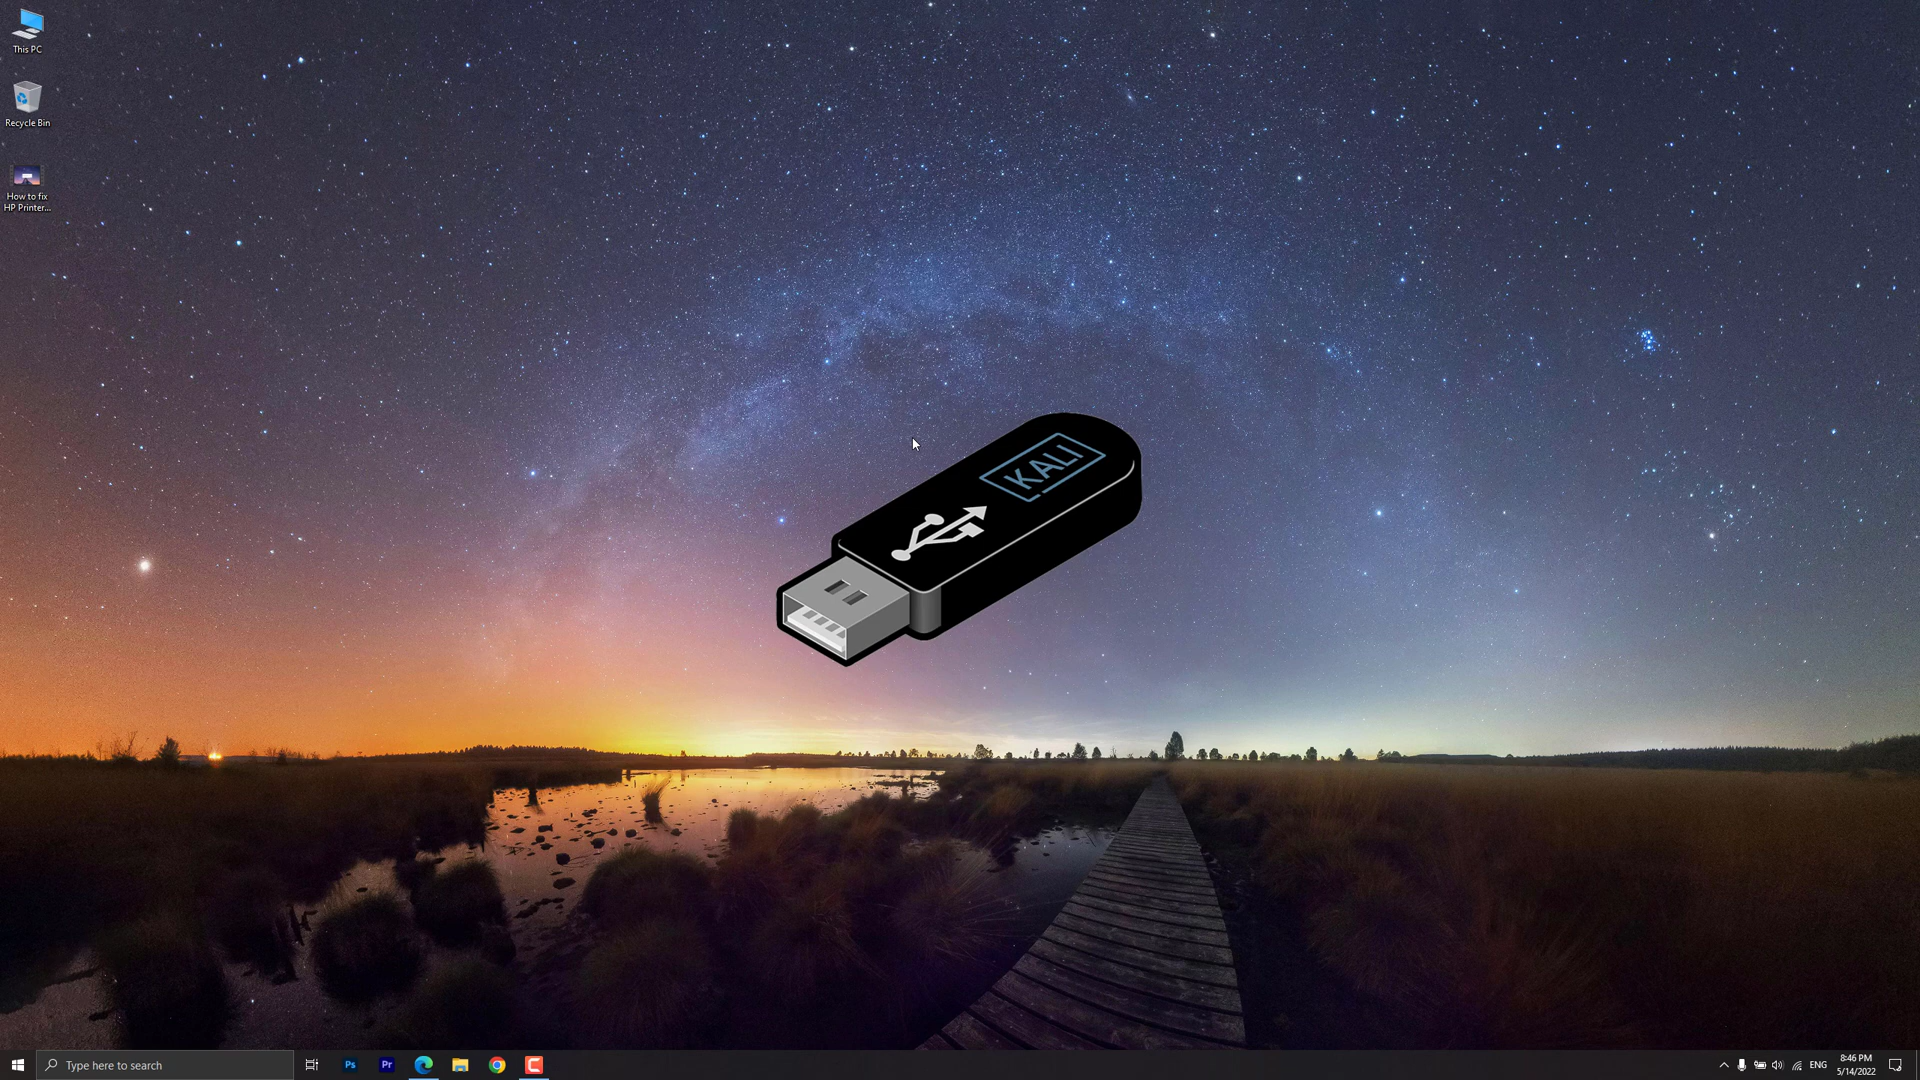 This PC
Recycle Bin
How to fix
HP Printer...
KALI
Type here to search
Ps
Pr
ENG
8:46 PM
5/14/2022